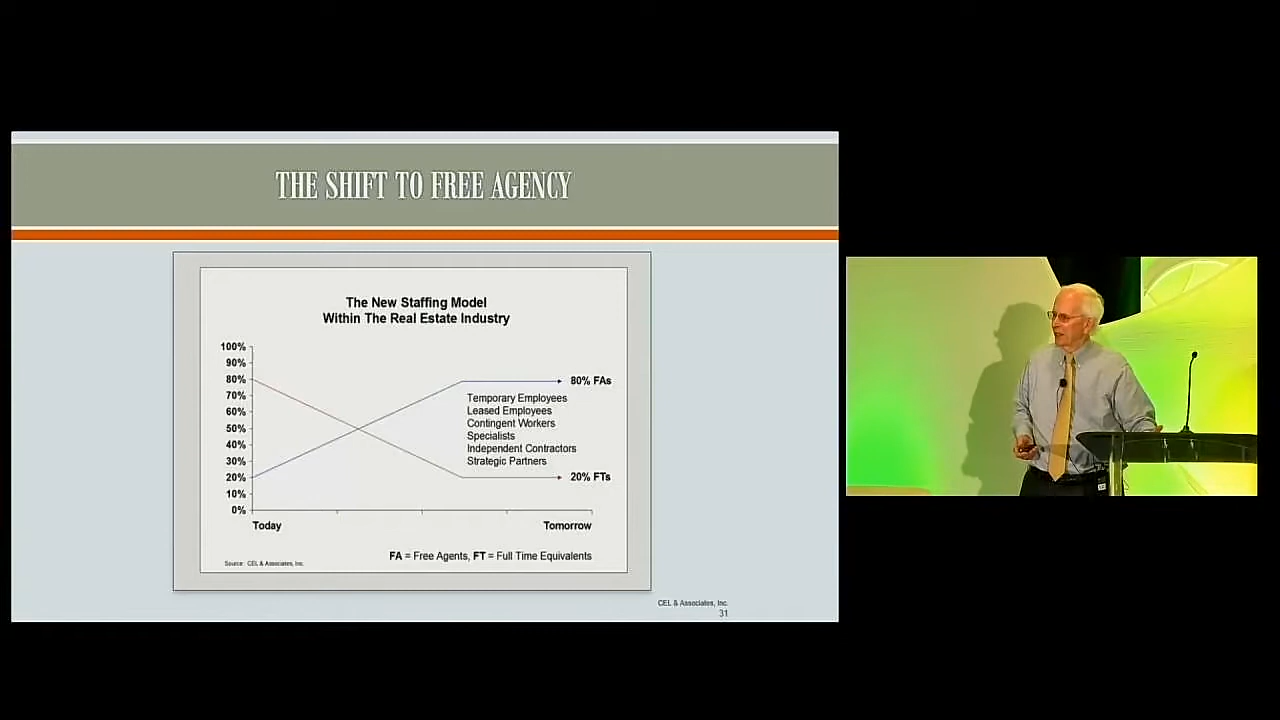 THE SHIFT TO FREE AGENCY
The New Staffing Model
Within The Real Estate Industry
100%
90%
80%
70%
60%
50%
40%
30%
20%
10%
0%
80% FAs
Temporary Employees
Leased Employees
Contingent Workers
Specialists
Independent Contractors
Strategic Partners
20% FTs
Today
Tomorrow
FA = Free Agents, FT = Full Time Equivalents
Source: CEL & Associates, Inc.
CEL & Associates, Inc.
31